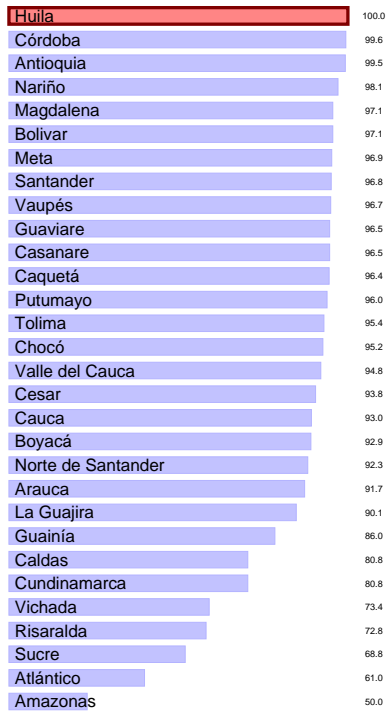 Huila 100.0
Córdoba 99.6
Antioquia 99.5
Nariño 98.1
Magdalena 97.1
Bolivar 97.1
Meta 96.9
Santander 96.8
Vaupés 96.7
Guaviare 96.5
Casanare 96.5
Caquetá 96.4
Putumayo 96.0
Tolima 95.4
Chocó 95.2
Valle del Cauca 94.8
Cesar 93.8
Cauca 93.0
Boyacá 92.9
Norte de Santander 92.3
Arauca 91.7
La Guajira 90.1
Guainía 86.0
Caldas 80.8
Cundinamarca 80.8
Vichada 73.4
Risaralda 72.8
Sucre 68.8
Atlántico 61.0
Amazonas 50.0